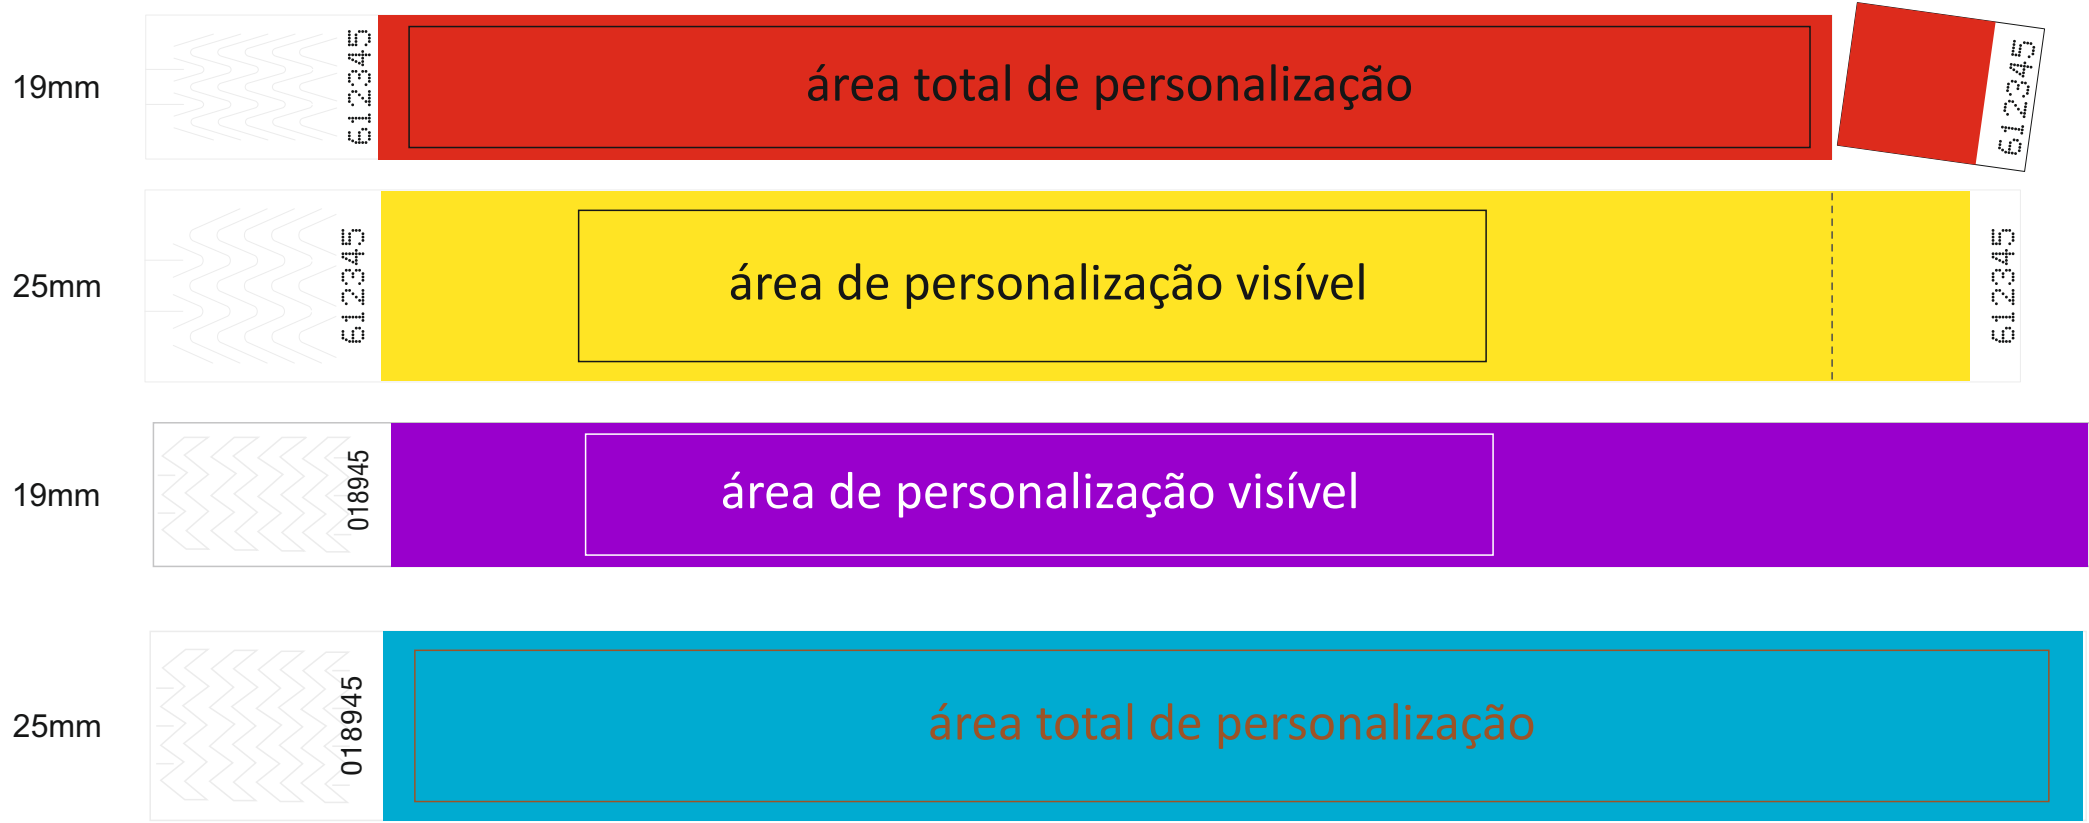 19mm
612345
área total de personalização
612345
25mm
612345
área de personalização visível
612345
19mm
018945
área de personalização visível
25mm
018945
área total de personalização